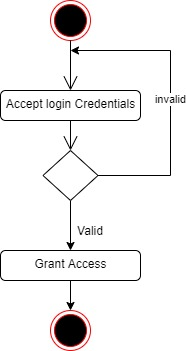 Accept login Credentials
invalid
Valid
Grant Access